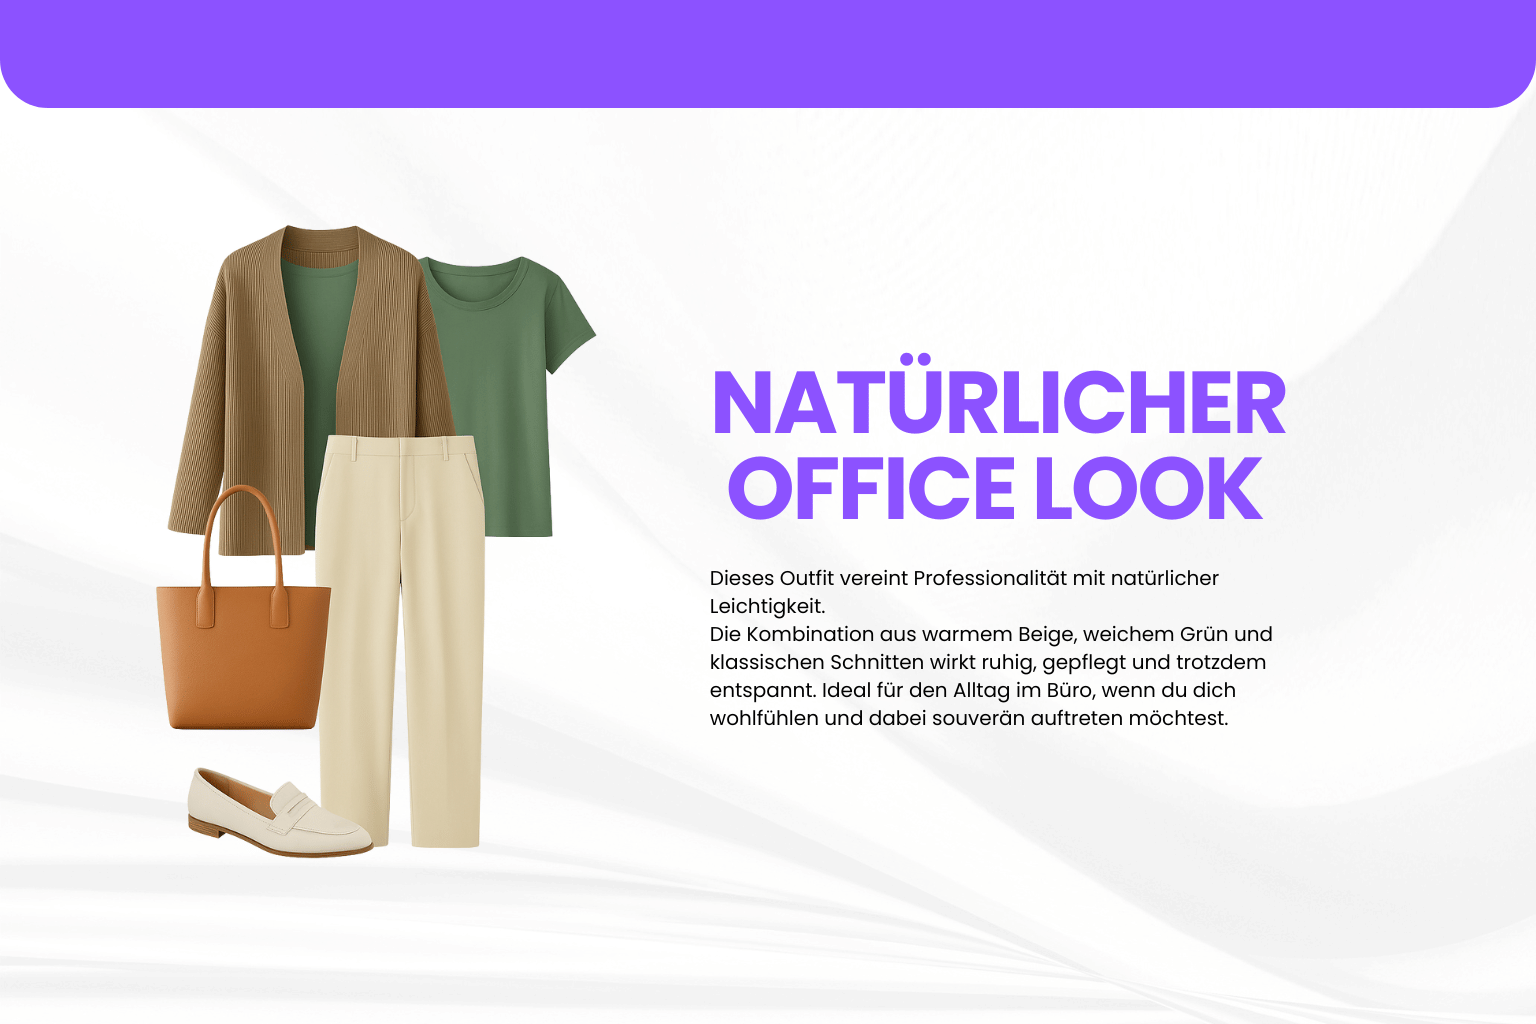 NATÜRLICHER
OFFICE LOOK
Dieses Outfit vereint Professionalität mit natürlicher
Leichtigkeit.
Die Kombination aus warmem Beige, weichem Grün und
klassischen Schnitten wirkt ruhig, gepflegt und trotzdem
entspannt. Ideal für den Alltag im Büro, wenn du dich
wohlfühlen und dabei souverän auftreten möchtest.